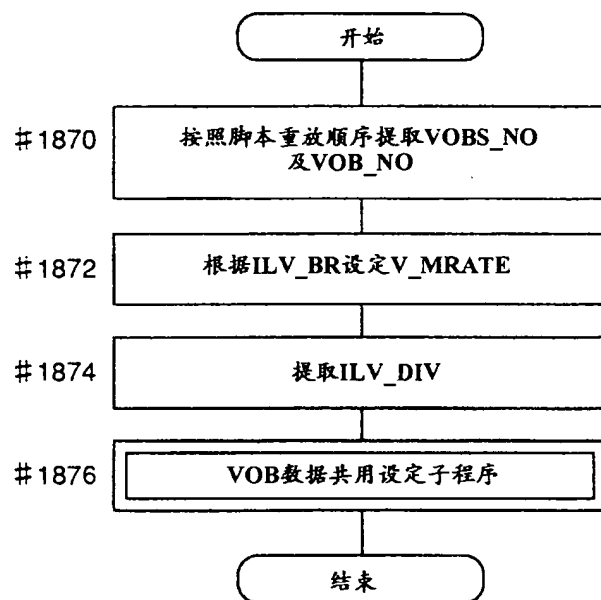 开始
#1870
按照脚本重放顺序提取VOBS_NO
及VOB_NO
#1872
根据ILV_BR设定V_MRATE
#1874
提取ILV_DIV
#1876
VOB数据共用设定子程序
结束